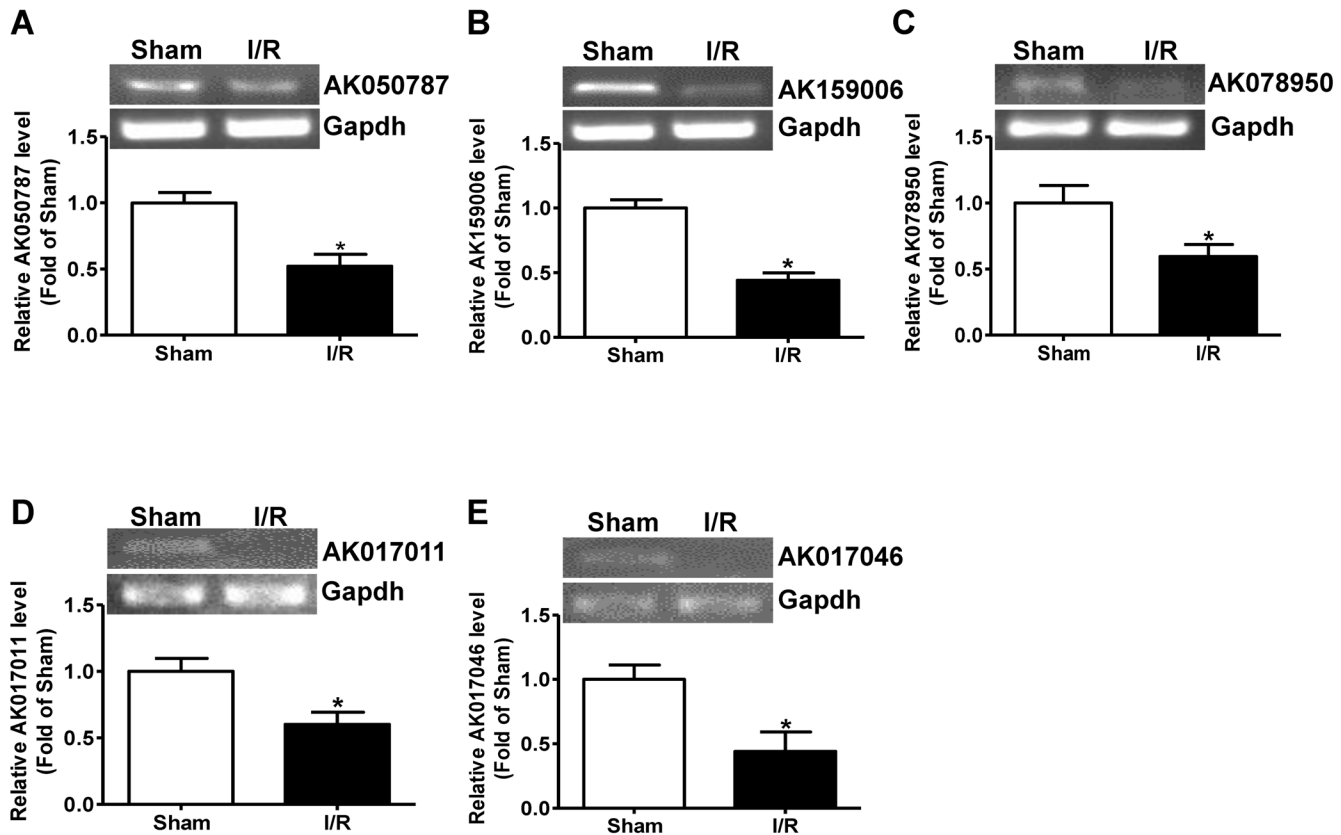 A
Sham I/R
AK050787
Gapdh
Relative AK050787 level
(Fold of Sham)
1.5
1.0
0.5
0.0
*
Sham I/R
B
Sham I/R
AK159006
Gapdh
Relative AK159006 level
(Fold of Sham)
1.5
1.0
0.5
0.0
*
Sham I/R
C
Sham I/R
AK078950
Gapdh
Relative AK078950 level
(Fold of Sham)
1.5
1.0
0.5
0.0
*
Sham I/R
D
Sham I/R
AK017011
Gapdh
Relative AK017011 level
(Fold of Sham)
1.5
1.0
0.5
0.0
*
Sham I/R
E
Sham I/R
AK017046
Gapdh
Relative AK017046 level
(Fold of Sham)
1.5
1.0
0.5
0.0
*
Sham I/R